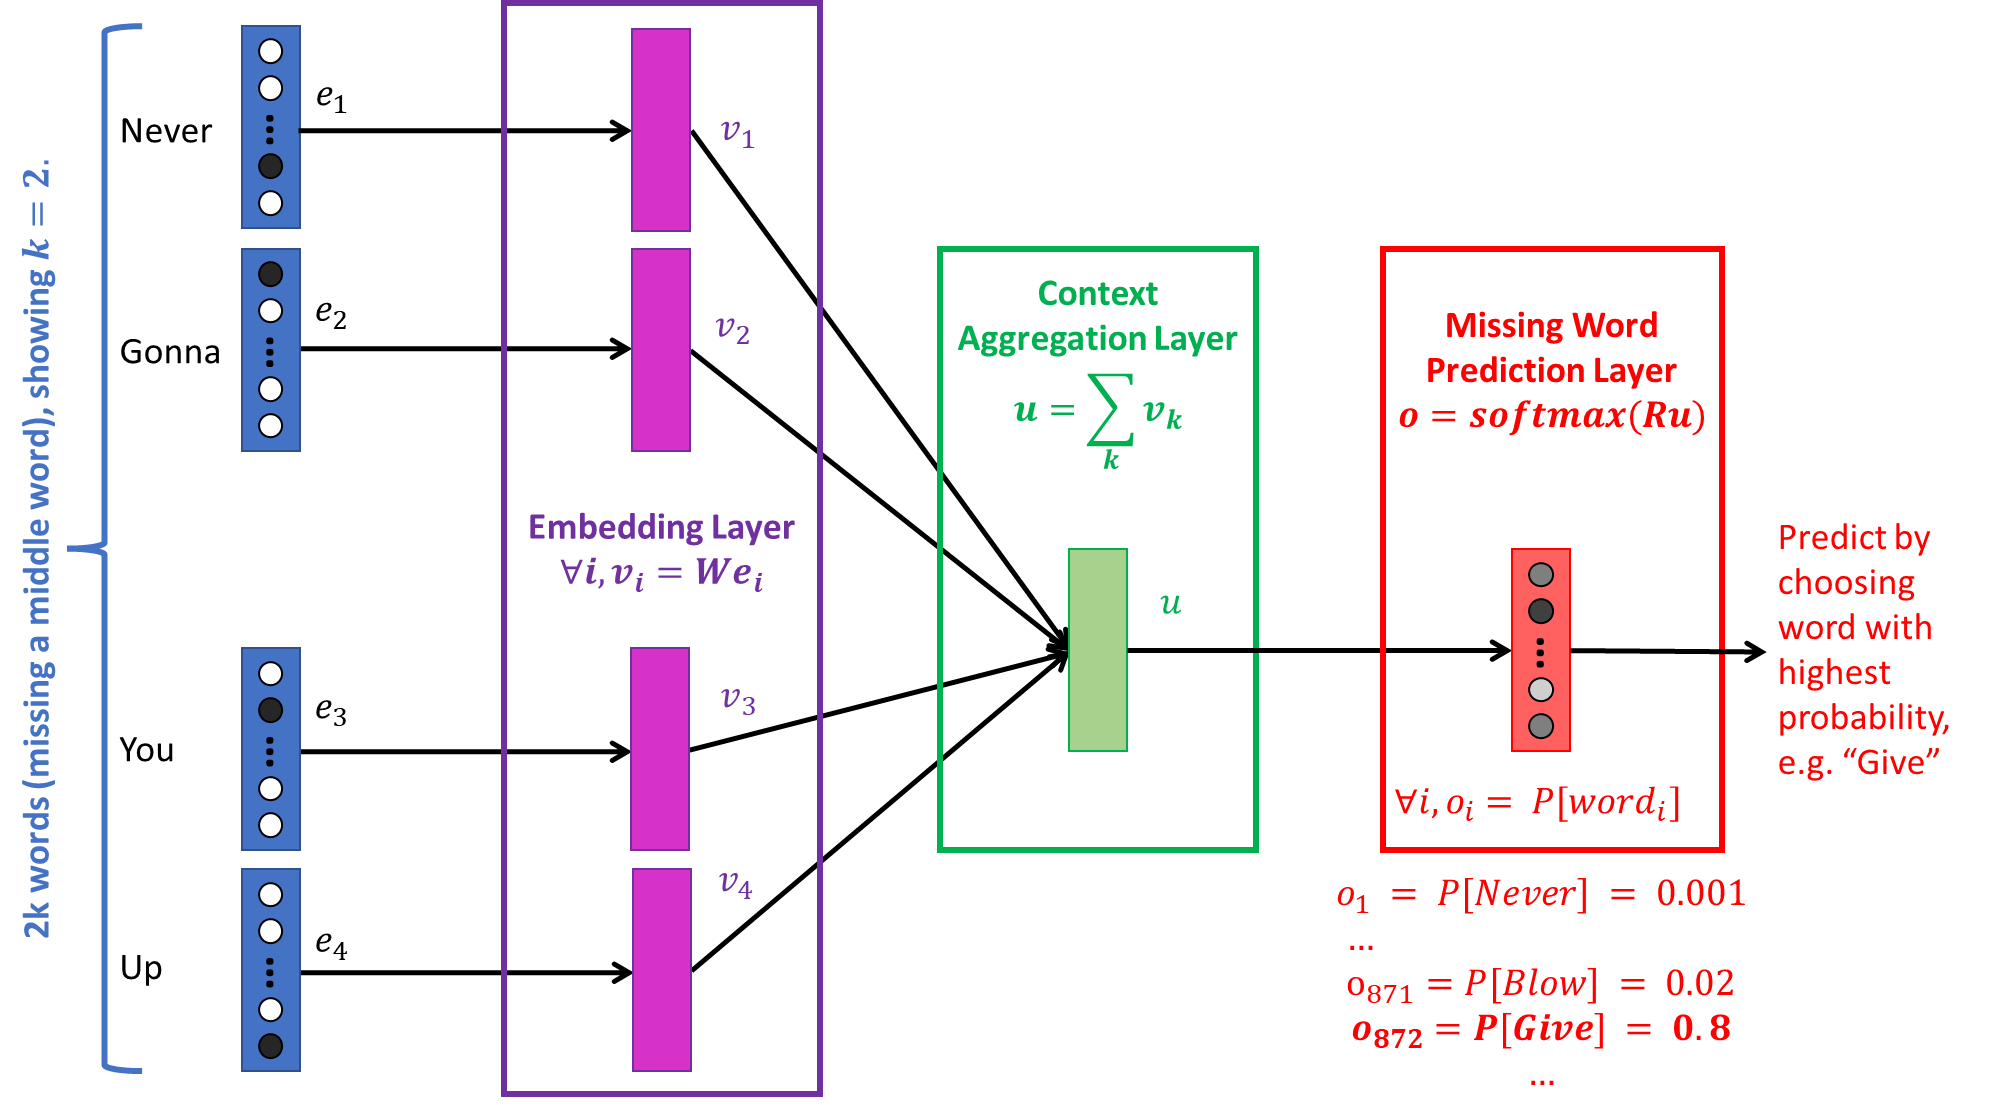 2k words (missing a middle word), showing k = 2.
Never
e₁
v₁
Gonna
e₂
v₂
You
e₃
v₃
Up
e₄
v₄
Embedding Layer
∀i, vᵢ = Weᵢ
Context
Aggregation Layer
u = ∑ₖ vₖ
u
Missing Word
Prediction Layer
o = softmax(Ru)
∀i, oᵢ = P[wordᵢ]
o₁ = P[Never] = 0.001
...
o₈₇₁ = P[Blow] = 0.02
o₈₇₂ = P[Give] = 0.8
...
Predict by
choosing
word with
highest
probability,
e.g. “Give”